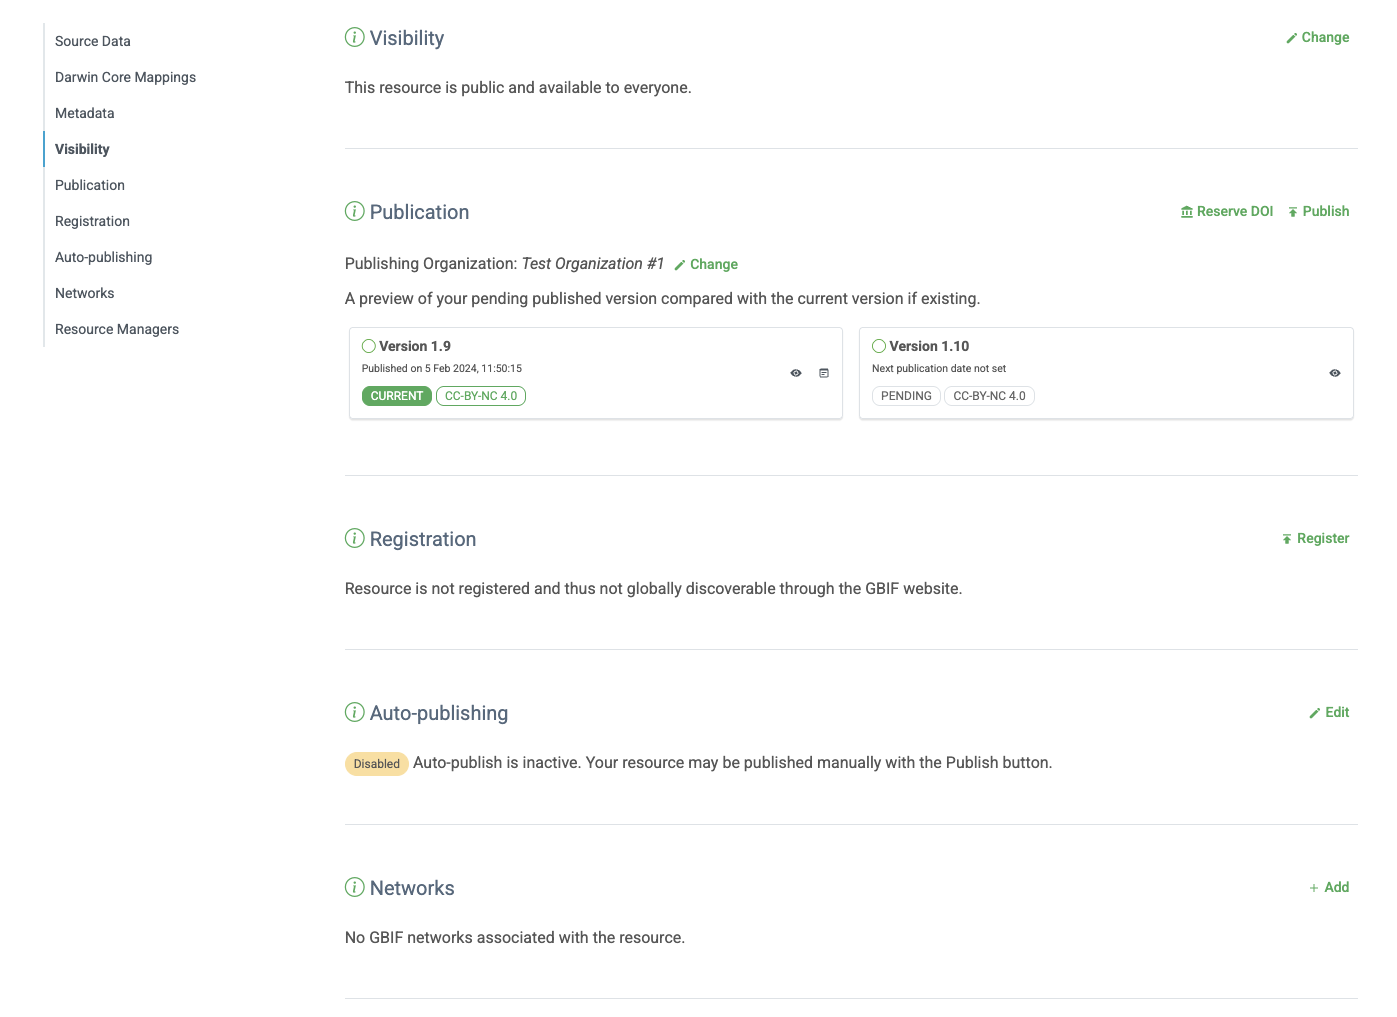 Source Data
Darwin Core Mappings
Metadata
Visibility
Publication
Registration
Auto-publishing
Networks
Resource Managers
Visibility
Change
This resource is public and available to everyone.
Publication
Reserve DOI
Publish
Publishing Organization: Test Organization #1 Change
A preview of your pending published version compared with the current version if existing.
Version 1.9
Published on 5 Feb 2024, 11:50:15
CURRENT CC-BY-NC 4.0
Version 1.10
Next publication date not set
PENDING CC-BY-NC 4.0
Registration
Register
Resource is not registered and thus not globally discoverable through the GBIF website.
Auto-publishing
Edit
Disabled Auto-publish is inactive. Your resource may be published manually with the Publish button.
Networks
Add
No GBIF networks associated with the resource.